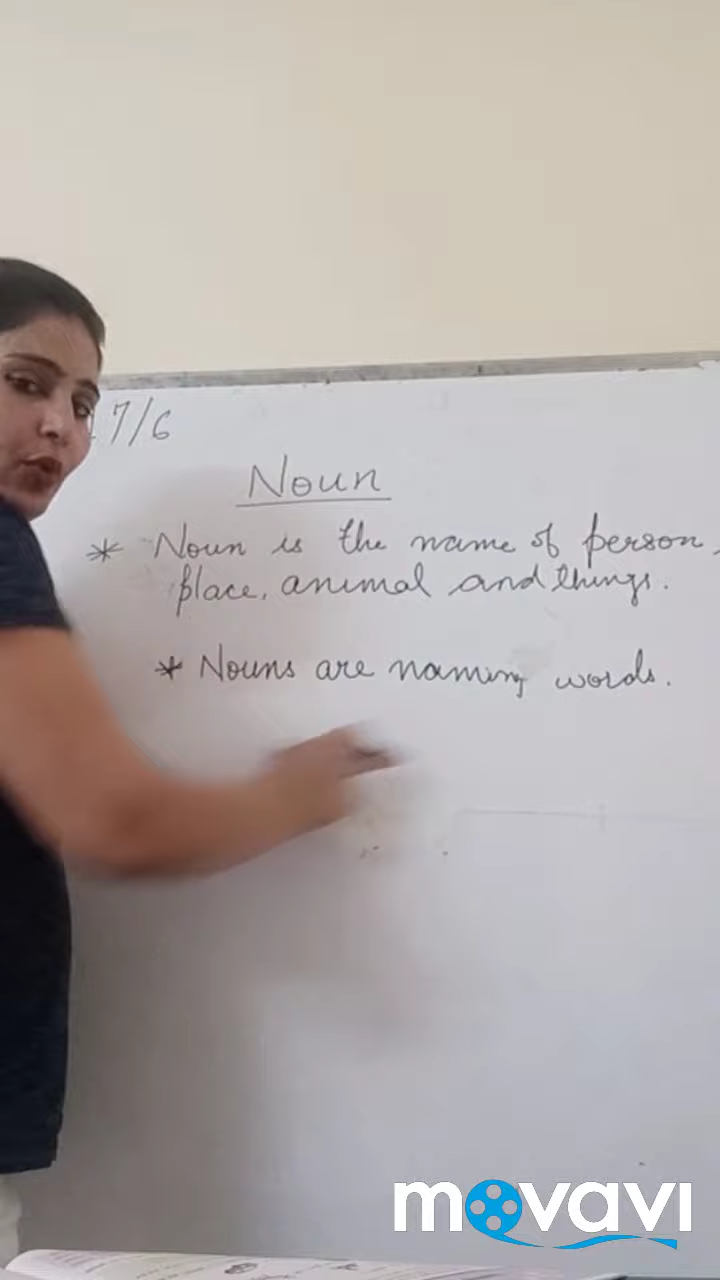 7/6
Noun
* Noun is the name of person,
place, animal and things.
* Nouns are naming words.
movavi